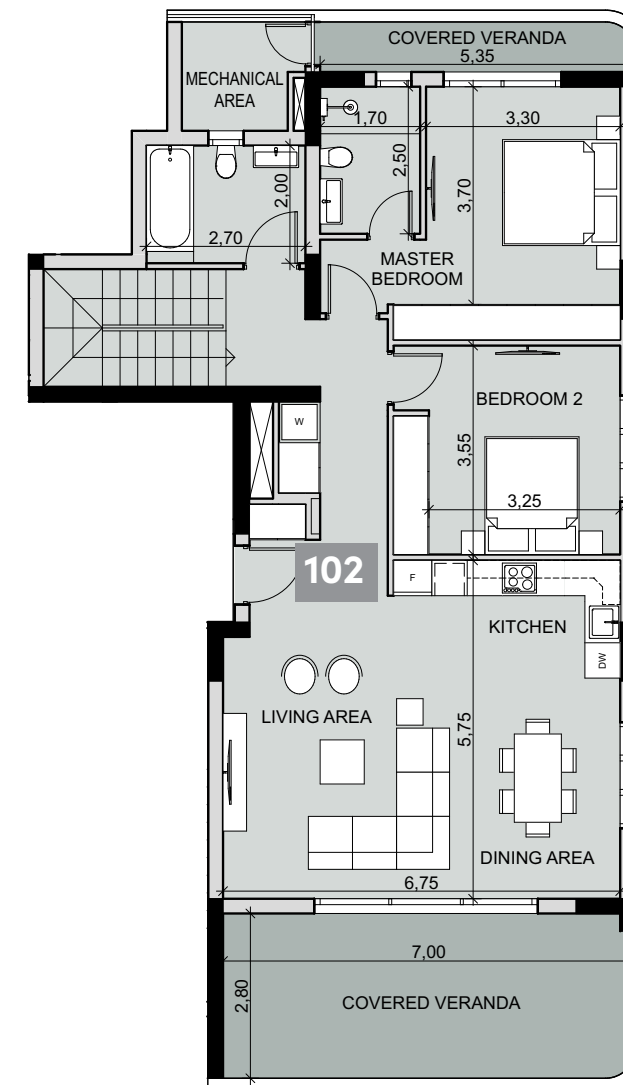 COVERED VERANDA
5,35
MECHANICAL
AREA
1,70
3,30
2,50
2,00
3,70
2,70
MASTER
BEDROOM
BEDROOM 2
W
3,55
3,25
102
F
KITCHEN
DW
LIVING AREA
5,75
DINING AREA
6,75
7,00
2,80
COVERED VERANDA